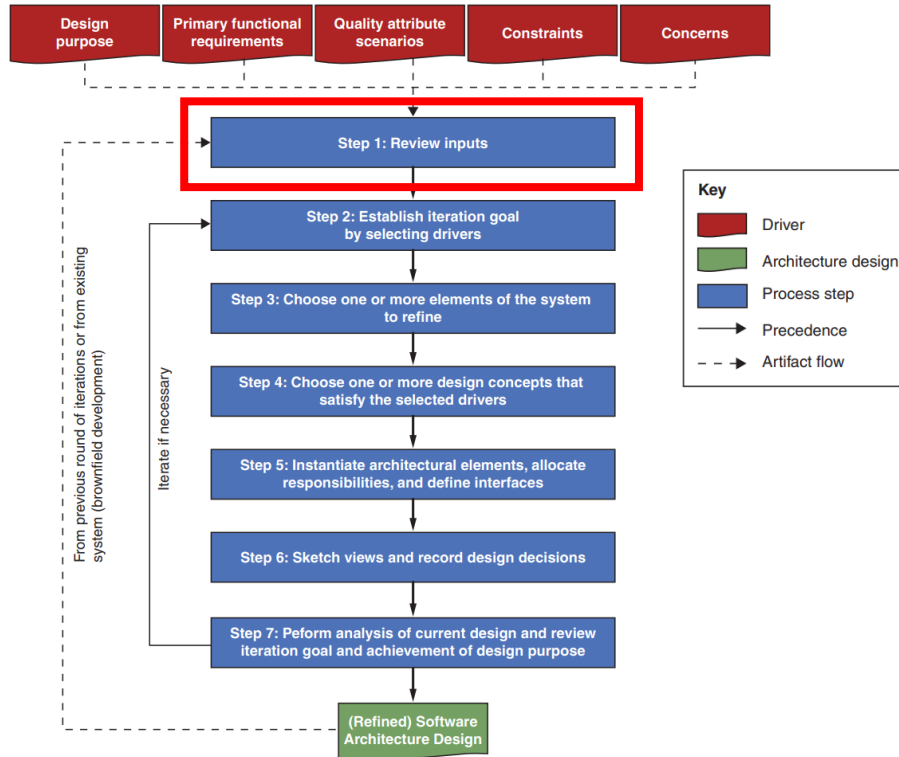 Design
purpose
Primary functional
requirements
Quality attribute
scenarios
Constraints
Concerns
Step 1: Review inputs
Step 2: Establish iteration goal
by selecting drivers
Step 3: Choose one or more elements of the system
to refine
Step 4: Choose one or more design concepts that
satisfy the selected drivers
Step 5: Instantiate architectural elements, allocate
responsibilities, and define interfaces
Step 6: Sketch views and record design decisions
Step 7: Peform analysis of current design and review
iteration goal and achievement of design purpose
(Refined) Software
Architecture Design
From previous round of iterations or from existing
system (brownfield development)
Iterate if necessary
Key
Driver
Architecture design
Process step
Precedence
Artifact flow